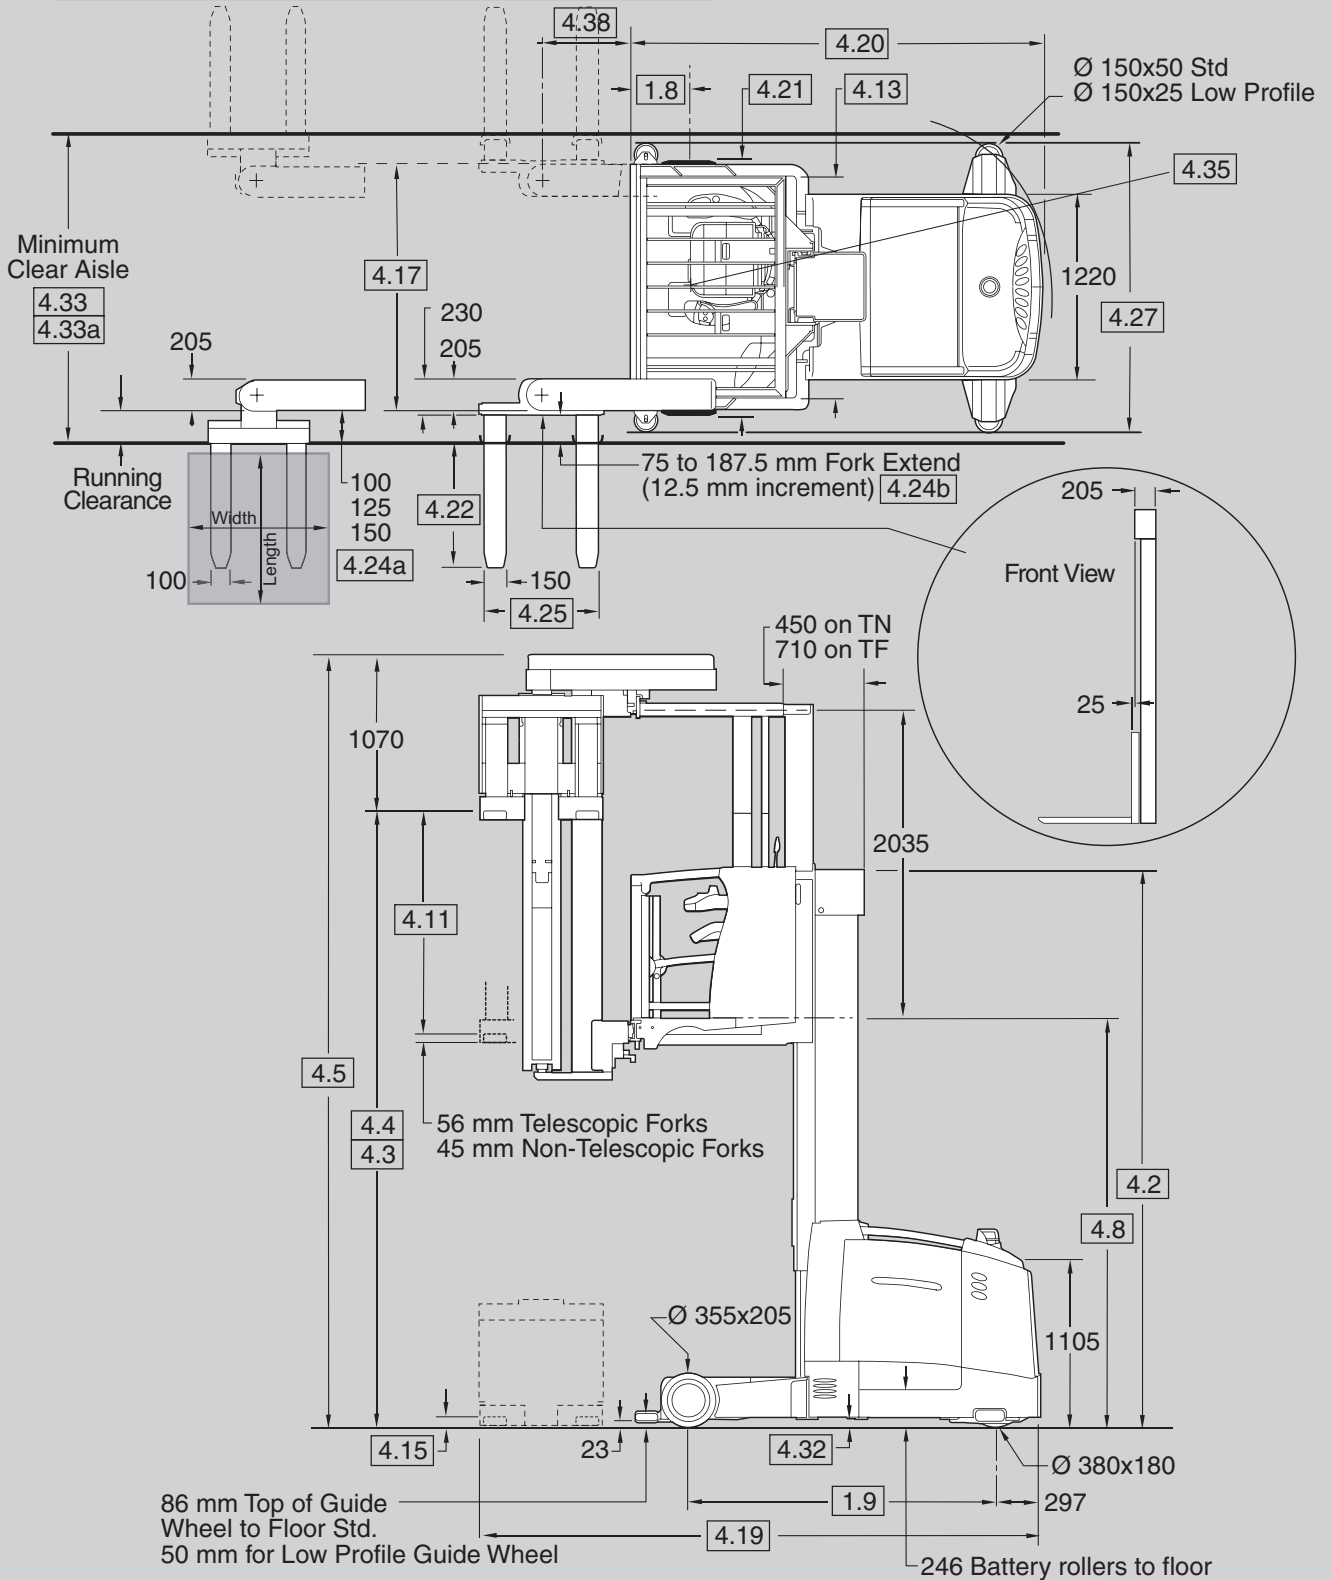 4.38
4.20
Ø 150x50 Std
Ø 150x25 Low Profile
1.8
4.21
4.13
4.35
Minimum
Clear Aisle
4.33
4.33a
4.17
1220
4.27
230
205
205
Running
Clearance
75 to 187.5 mm Fork Extend
(12.5 mm increment) 4.24b
100
125
150
4.24a
4.22
Width
Length
100
150
4.25
205
Front View
25
450 on TN
710 on TF
1070
2035
4.11
4.5
4.4
4.3
56 mm Telescopic Forks
45 mm Non-Telescopic Forks
4.2
4.8
Ø 355x205
1105
4.15
23
4.32
Ø 380x180
86 mm Top of Guide
Wheel to Floor Std.
50 mm for Low Profile Guide Wheel
1.9
297
4.19
246 Battery rollers to floor